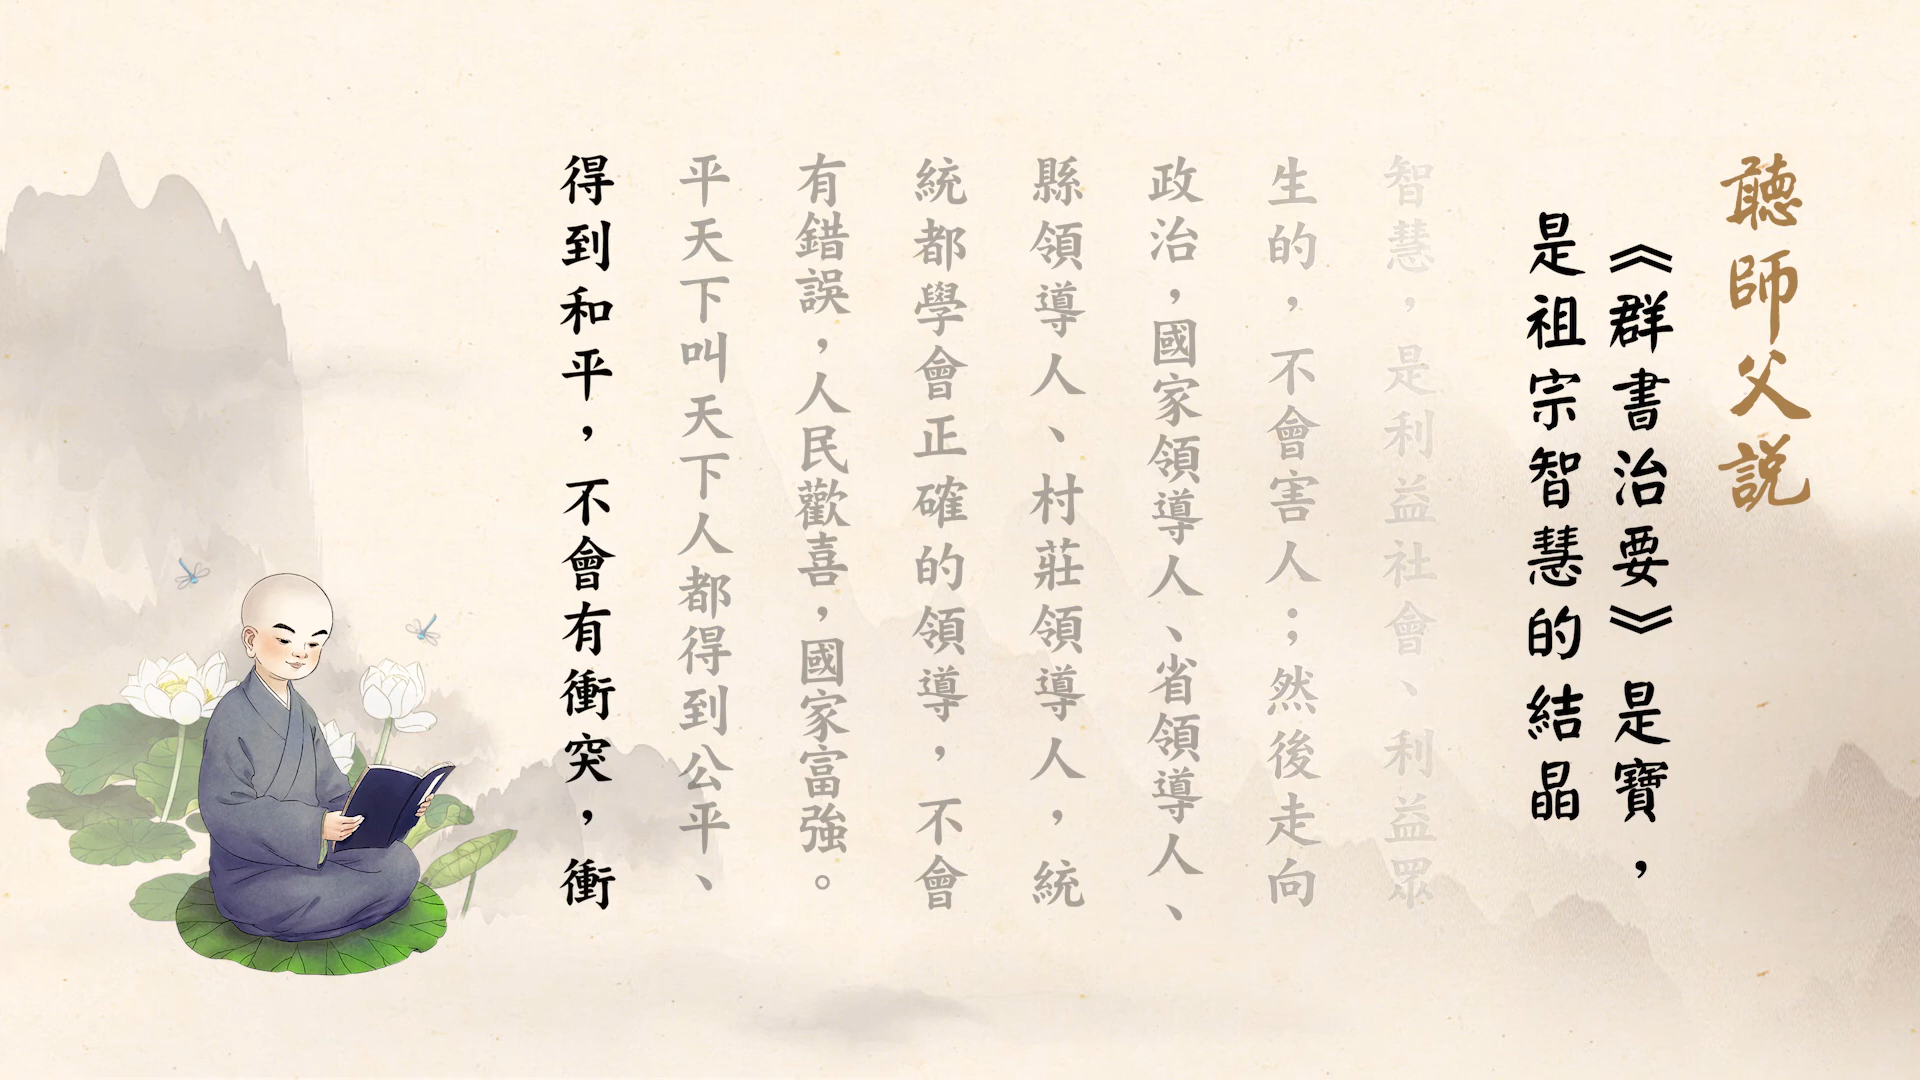 聽師父説
《群書治要》是寶，
是祖宗智慧的結晶
智慧，是利益社會、利益眾
生的，不會害人；然後走向
政治，國家領導人、省領導人、
縣領導人、村莊領導人，統
統都學會正確的領導，不會
有錯誤，人民歡喜，國家富強。
平天下叫天下人都得到公平、
得到和平，不會有衝突，衝